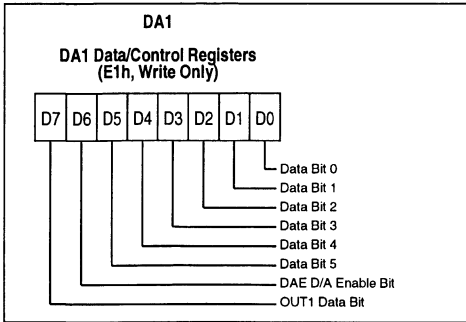 DA1
DA1 Data/Control Registers
(E1h, Write Only)
D7 D6 D5 D4 D3 D2 D1 D0
Data Bit 0
Data Bit 1
Data Bit 2
Data Bit 3
Data Bit 4
Data Bit 5
DAE D/A Enable Bit
OUT1 Data Bit